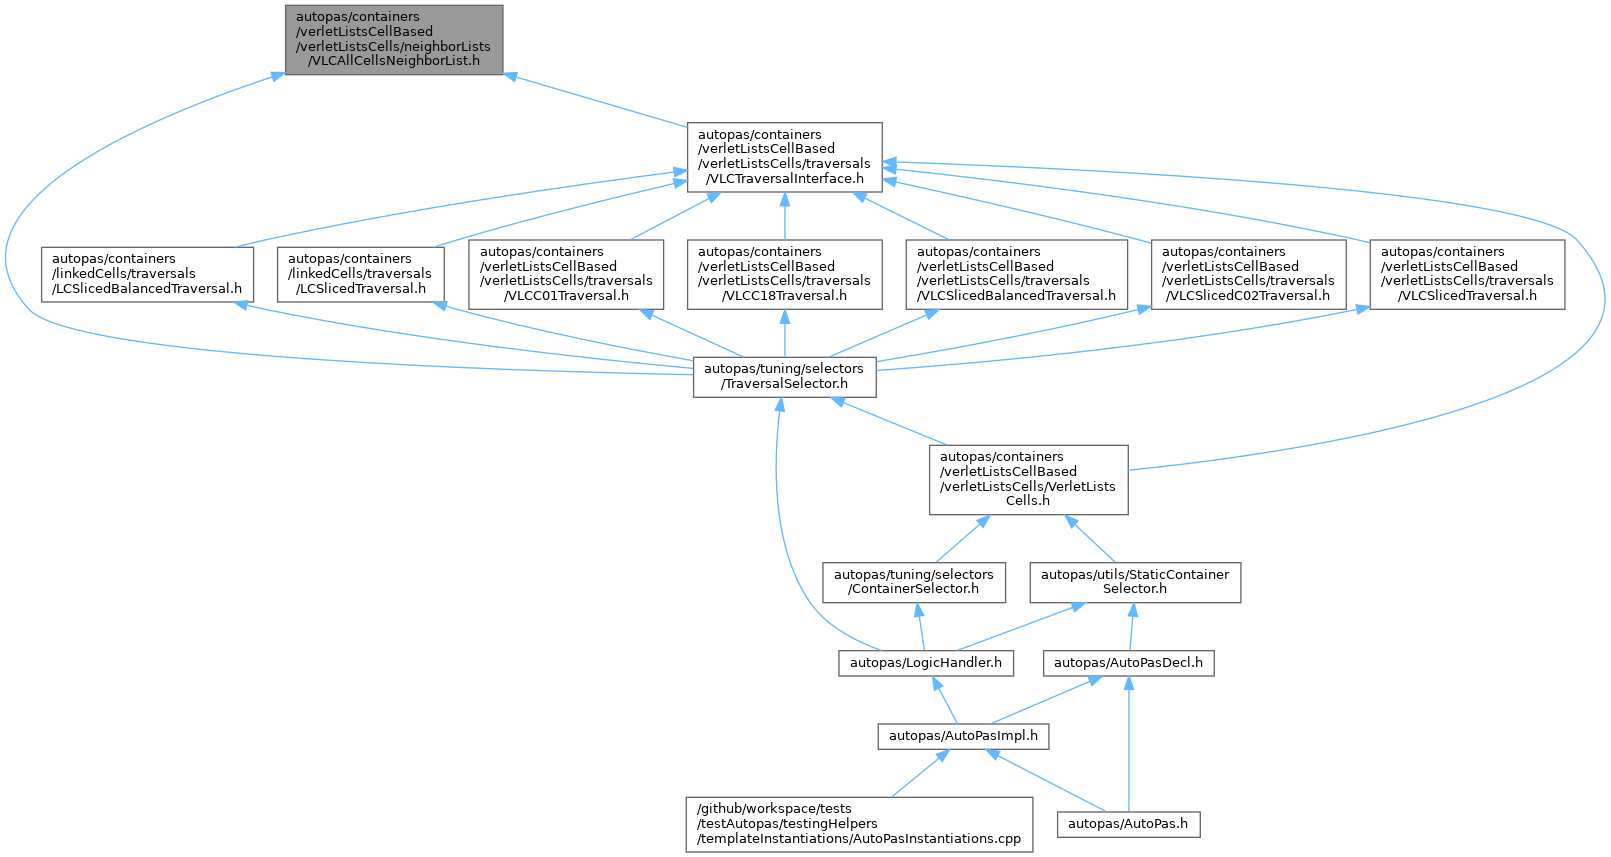 autopas/containers
/verletListsCellBased
/verletListsCells/neighborLists
/VLCAllCellsNeighborList.h
autopas/containers
/verletListsCellBased
/verletListsCells/traversals
/VLCTraversalInterface.h
autopas/containers
/linkedCells/traversals
/LCSlicedBalancedTraversal.h
autopas/containers
/linkedCells/traversals
/LCSlicedTraversal.h
autopas/containers
/verletListsCellBased
/verletListsCells/traversals
/VLCC01Traversal.h
autopas/containers
/verletListsCellBased
/verletListsCells/traversals
/VLCC18Traversal.h
autopas/containers
/verletListsCellBased
/verletListsCells/traversals
/VLCSlicedBalancedTraversal.h
autopas/containers
/verletListsCellBased
/verletListsCells/traversals
/VLCSlicedC02Traversal.h
autopas/containers
/verletListsCellBased
/verletListsCells/traversals
/VLCSlicedTraversal.h
autopas/tuning/selectors
/TraversalSelector.h
autopas/containers
/verletListsCellBased
/verletListsCells/VerletLists
Cells.h
autopas/tuning/selectors
/ContainerSelector.h
autopas/utils/StaticContainer
Selector.h
autopas/LogicHandler.h
autopas/AutoPasDecl.h
autopas/AutoPasImpl.h
/github/workspace/tests
/testAutopas/testingHelpers
/templateInstantiations/AutoPasInstantiations.cpp
autopas/AutoPas.h